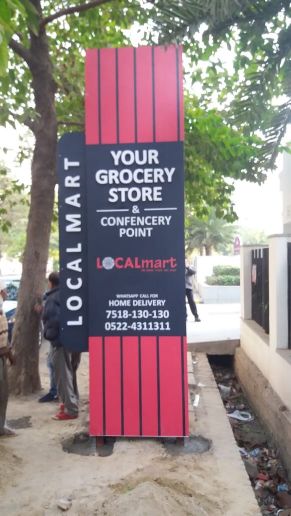 LOCAL MART
YOUR
GROCERY
STORE
&
CONFENCERY
POINT
LOCALmart
WHATSAPP CALL FOR
HOME DELIVERY
7518-130-130
0522-4311311